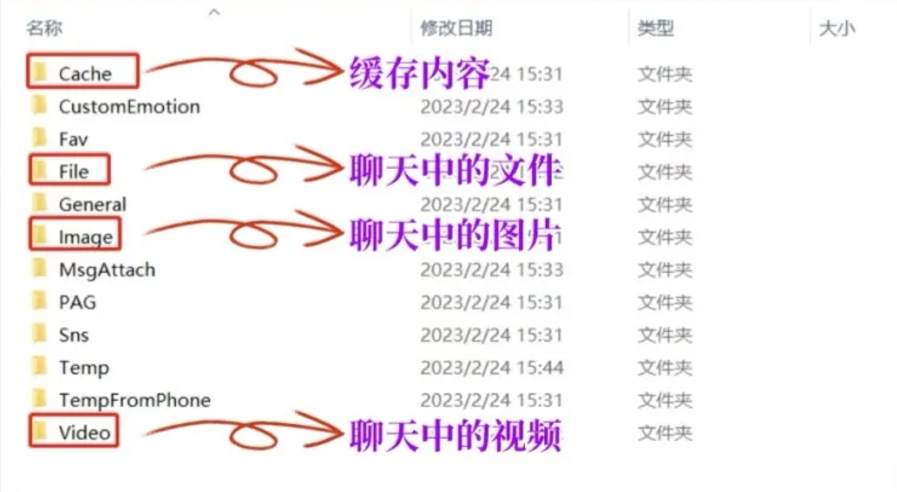 名称 修改日期 类型 大小
Cache 缓存内容 2/24 15:31 文件夹
CustomEmotion 2023/2/24 15:33 文件夹
Fav 2023/2/24 15:31 文件夹
File 聊天中的文件 文件夹
General 2023/2/24 15:31 文件夹
Image 聊天中的图片 文件夹
MsgAttach 2023/2/24 15:33 文件夹
PAG 2023/2/24 15:31 文件夹
Sns 2023/2/24 15:31 文件夹
Temp 2023/2/24 15:44 文件夹
TempFromPhone 2023/2/24 15:31 文件夹
Video 聊天中的视频 文件夹